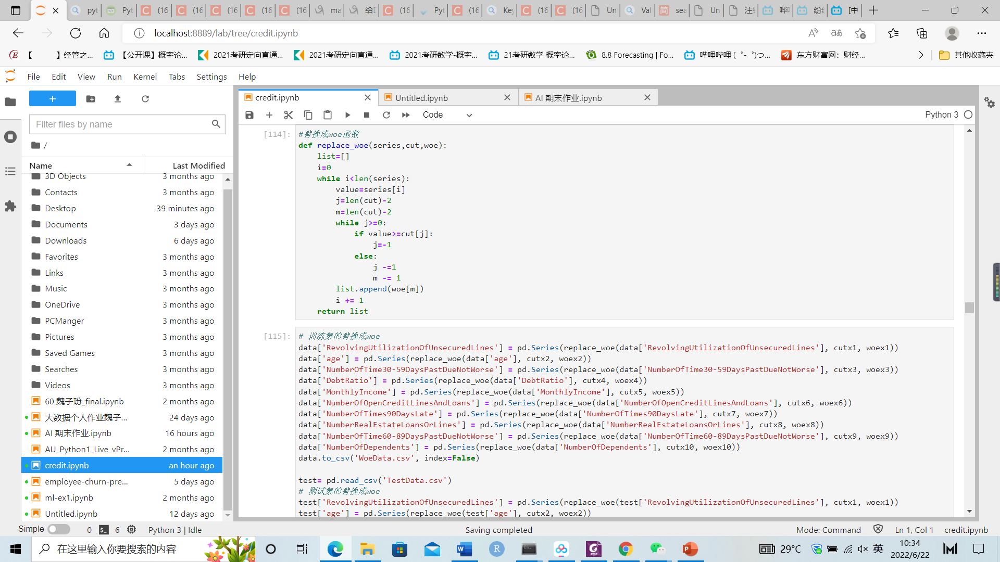 pyt
Pyt
(16
(16
(16
(16
(16
ma
给[
(16
Pyt
(16
Key
(16
(16
Un
Val
sea
Un
注
哔
纷
[中
localhost:8889/lab/tree/credit.ipynb
【 】经管之...
【公开课】概率论...
2021考研定向直通...
2021考研定向直通...
2021考研数学-概率...
21考研数学 概率论...
8.8 Forecasting | Fo...
哔哩哔哩 ( ゜- ゜)つ...
东方财富网：财经...
其他收藏夹
File Edit View Run Kernel Tabs Settings Help
Filter files by name
/
Name Last Modified
3D Objects 3 months ago
Contacts 3 months ago
Desktop 39 minutes ago
Documents 3 days ago
Downloads 6 days ago
Favorites 3 months ago
Links 3 months ago
Music 3 months ago
OneDrive 3 months ago
PCManger 3 months ago
Pictures 3 months ago
Saved Games 3 months ago
Searches 3 months ago
Videos 3 months ago
60 魏子玢_final.ipynb 2 months ago
大数据个人作业魏子... 24 days ago
AI 期末作业.ipynb 16 hours ago
AU_Python1_Live_vPr... 2 months ago
credit.ipynb an hour ago
employee-churn-pre... 5 days ago
ml-ex1.ipynb 2 months ago
Untitled.ipynb 12 days ago
credit.ipynb
Untitled.ipynb
AI 期末作业.ipynb
Code
Python 3
[114]:
#替换成woe函数
def replace_woe(series,cut,woe):
    list=[]
    i=0
    while i<len(series):
        value=series[i]
        j=len(cut)-2
        m=len(cut)-2
        while j>=0:
            if value>=cut[j]:
                j=-1
            else:
                j -=1
                m -= 1
        list.append(woe[m])
        i += 1
    return list
[115]:
# 训练集的替换成woe
data['RevolvingUtilizationOfUnsecuredLines'] = pd.Series(replace_woe(data['RevolvingUtilizationOfUnsecuredLines'], cutx1, woex1))
data['age'] = pd.Series(replace_woe(data['age'], cutx2, woex2))
data['NumberOfTime30-59DaysPastDueNotWorse'] = pd.Series(replace_woe(data['NumberOfTime30-59DaysPastDueNotWorse'], cutx3, woex3))
data['DebtRatio'] = pd.Series(replace_woe(data['DebtRatio'], cutx4, woex4))
data['MonthlyIncome'] = pd.Series(replace_woe(data['MonthlyIncome'], cutx5, woex5))
data['NumberOfOpenCreditLinesAndLoans'] = pd.Series(replace_woe(data['NumberOfOpenCreditLinesAndLoans'], cutx6, woex6))
data['NumberOfTimes90DaysLate'] = pd.Series(replace_woe(data['NumberOfTimes90DaysLate'], cutx7, woex7))
data['NumberRealEstateLoansOrLines'] = pd.Series(replace_woe(data['NumberRealEstateLoansOrLines'], cutx8, woex8))
data['NumberOfTime60-89DaysPastDueNotWorse'] = pd.Series(replace_woe(data['NumberOfTime60-89DaysPastDueNotWorse'], cutx9, woex9))
data['NumberOfDependents'] = pd.Series(replace_woe(data['NumberOfDependents'], cutx10, woex10))
data.to_csv('WoeData.csv', index=False)
test= pd.read_csv('TestData.csv')
# 测试集的替换成woe
test['RevolvingUtilizationOfUnsecuredLines'] = pd.Series(replace_woe(test['RevolvingUtilizationOfUnsecuredLines'], cutx1, woex1))
test['age'] = pd.Series(replace_woe(test['age'], cutx2, woex2))
Simple 0 6 Python 3 | Idle Saving completed Mode: Command Ln 1, Col 1 credit.ipynb
在这里输入你要搜索的内容
29°C 英
10:34
2022/6/22